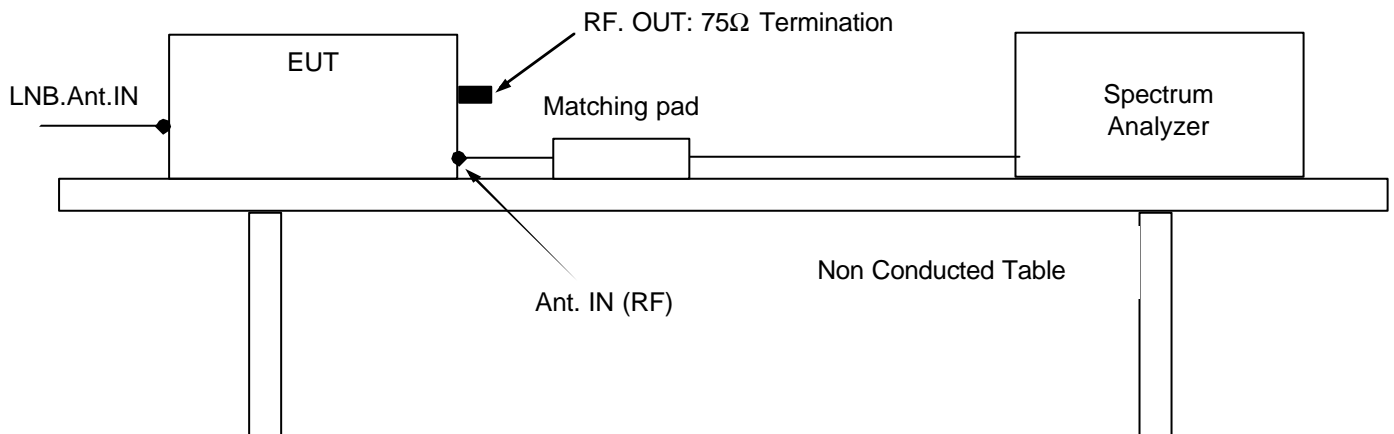 RF. OUT: 75Ω Termination
EUT
LNB.Ant.IN
Matching pad
Spectrum
Analyzer
Non Conducted Table
Ant. IN (RF)